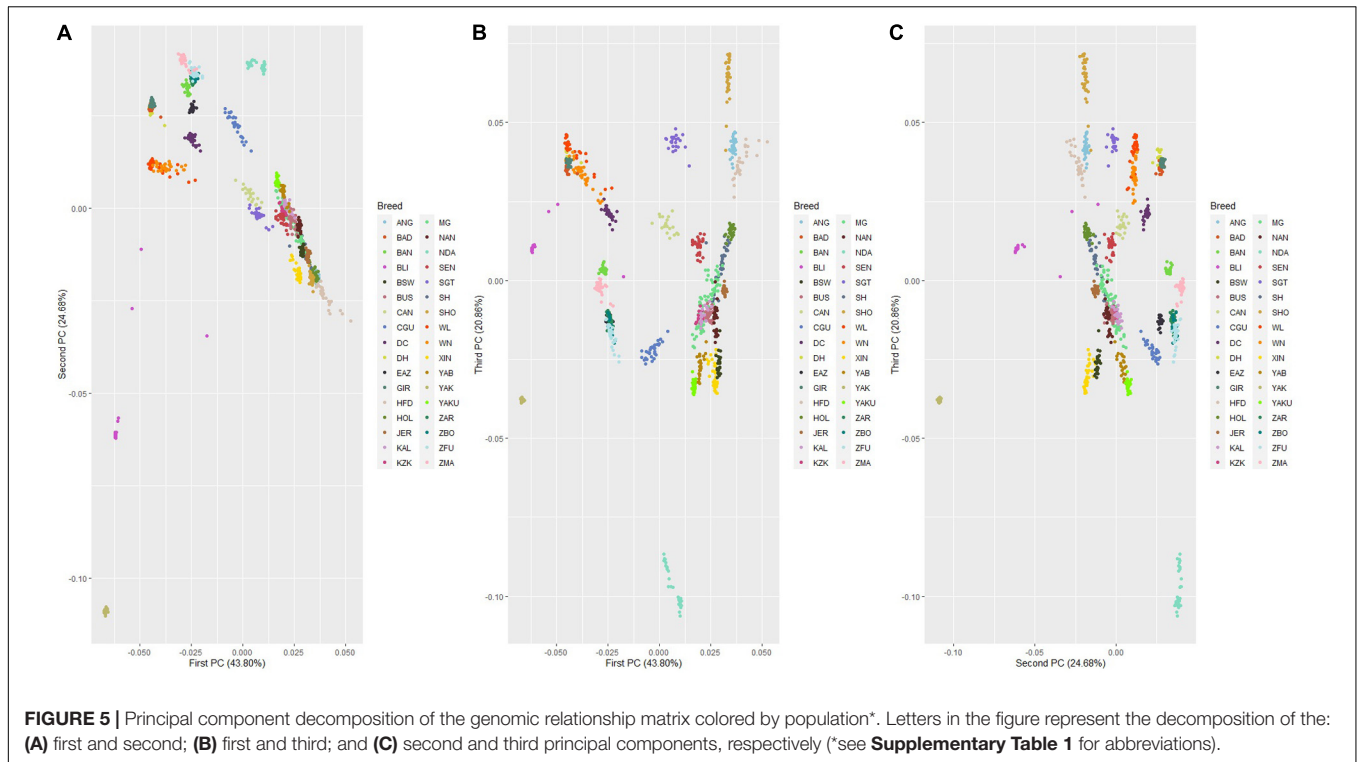 A
B
C
0.00
-0.05
-0.10
Second PC (24.68%)
-0.050
-0.025
0.000
0.025
0.050
First PC (43.80%)
Breed
ANG MG
BAD NAN
BAN NDA
BLI SEN
BSW SGT
BUS SH
CAN SHO
CGU WL
DC WN
DH XIN
EAZ YAB
GIR YAK
HFD YAKU
HOL ZAR
JER ZBO
KAL ZFU
KZK ZMA
0.05
0.00
-0.05
-0.10
Third PC (20.86%)
-0.050
-0.025
0.000
0.025
0.050
First PC (43.80%)
Breed
ANG MG
BAD NAN
BAN NDA
BLI SEN
BSW SGT
BUS SH
CAN SHO
CGU WL
DC WN
DH XIN
EAZ YAB
GIR YAK
HFD YAKU
HOL ZAR
JER ZBO
KAL ZFU
KZK ZMA
0.05
0.00
-0.05
-0.10
Third PC (20.86%)
-0.10
-0.05
0.00
Second PC (24.68%)
Breed
ANG MG
BAD NAN
BAN NDA
BLI SEN
BSW SGT
BUS SH
CAN SHO
CGU WL
DC WN
DH XIN
EAZ YAB
GIR YAK
HFD YAKU
HOL ZAR
JER ZBO
KAL ZFU
KZK ZMA
FIGURE 5 | Principal component decomposition of the genomic relationship matrix colored by population*. Letters in the figure represent the decomposition of the:
(A) first and second; (B) first and third; and (C) second and third principal components, respectively (*see Supplementary Table 1 for abbreviations).